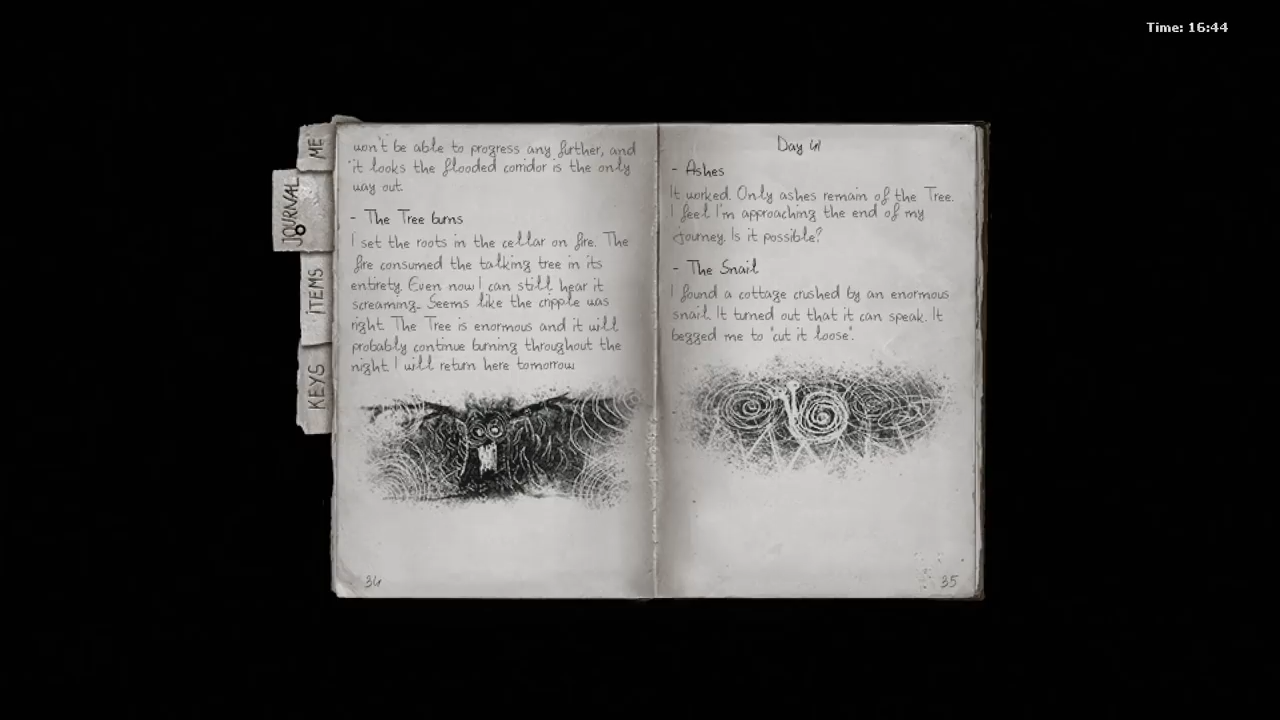 Time: 16:44
ME
JOURNAL
ITEMS
KEYS
won't be able to progress any further, and
it looks the flooded corridor is the only
way out.
- The Tree burns
I set the roots in the cellar on fire. The
fire consumed the talking tree in its
entirety. Even now I can still hear it
screaming. Seems like the cripple was
right. The Tree is enormous and it will
probably continue burning throughout the
night. I will return here tomorrow.
34
Day
- Ashes
It worked. Only ashes remain of the Tree.
I feel I'm approaching the end of my
journey. Is it possible?
- The Snail
I found a cottage crushed by an enormous
snail. It turned out that it can speak. It
begged me to "cut it loose".
35